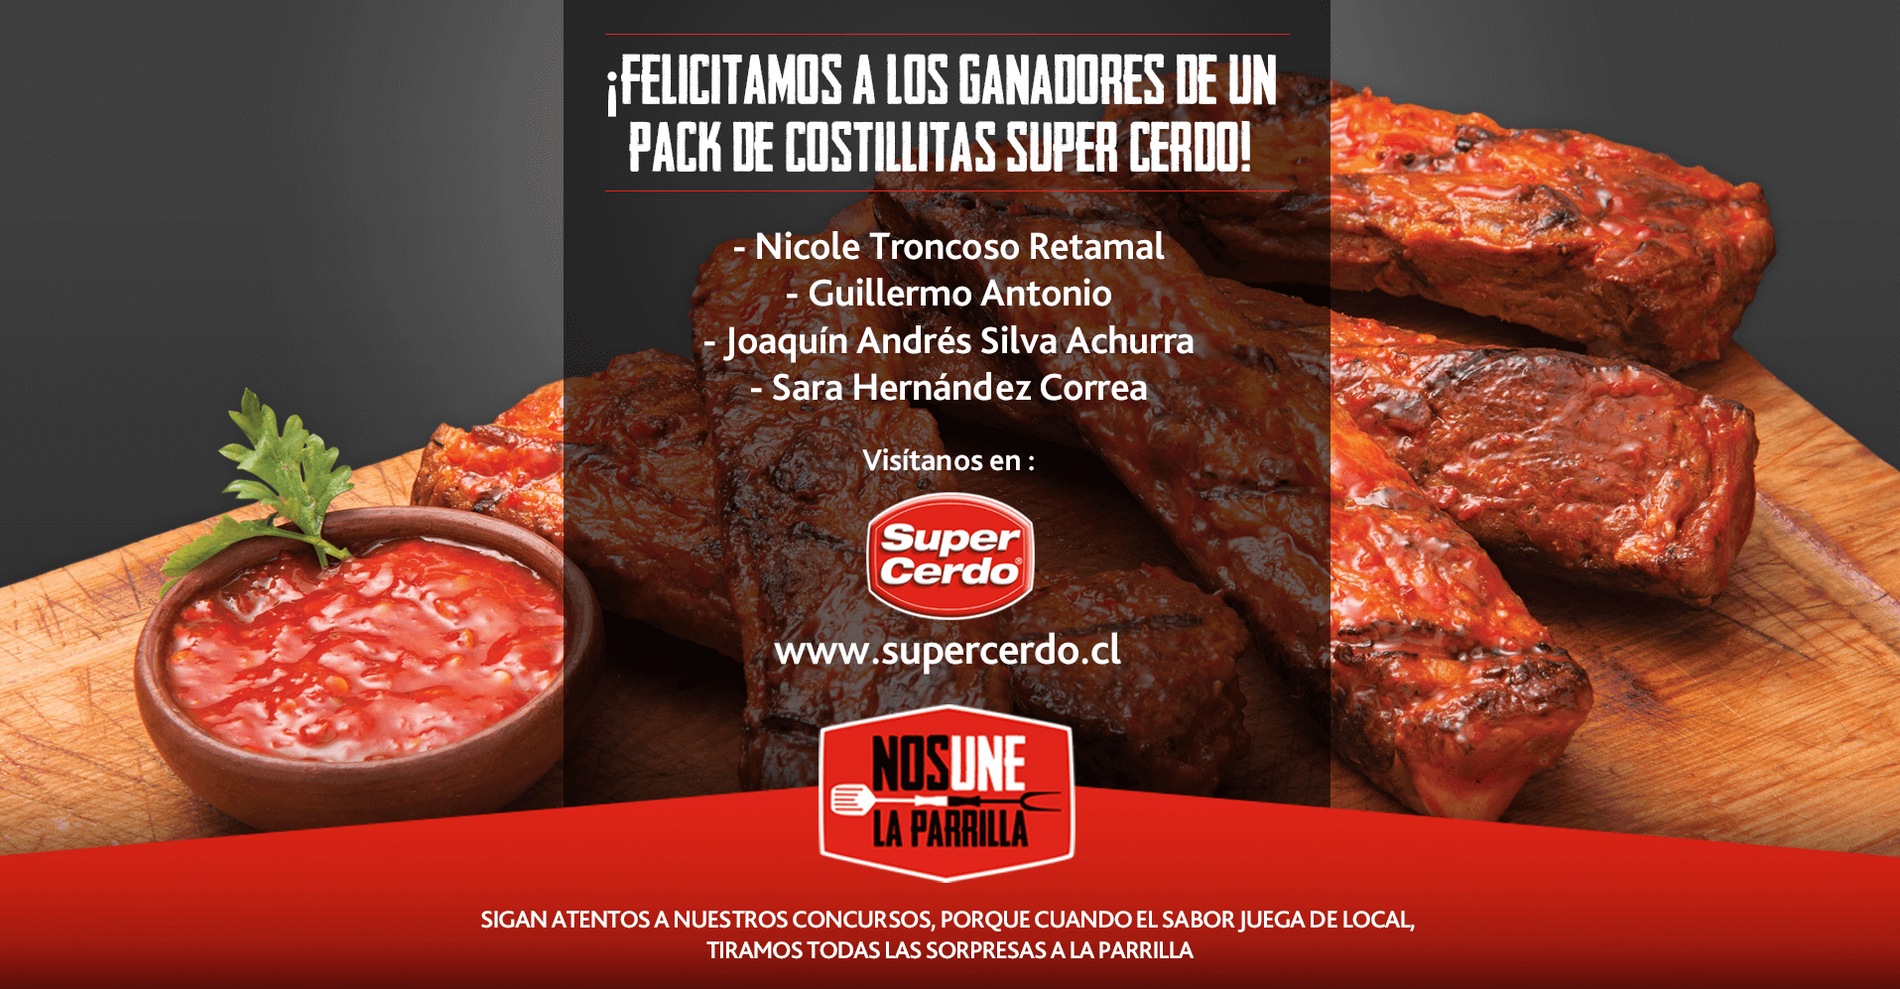 ¡FELICITAMOS A LOS GANADORES DE UN
PACK DE COSTILLITAS SUPER CERDO!
- Nicole Troncoso Retamal
- Guillermo Antonio
- Joaquín Andrés Silva Achurra
- Sara Hernández Correa
Visítanos en :
Super
Cerdo®
www.supercerdo.cl
NOSUNE
LA PARRILLA
SIGAN ATENTOS A NUESTROS CONCURSOS, PORQUE CUANDO EL SABOR JUEGA DE LOCAL,
TIRAMOS TODAS LAS SORPRESAS A LA PARRILLA